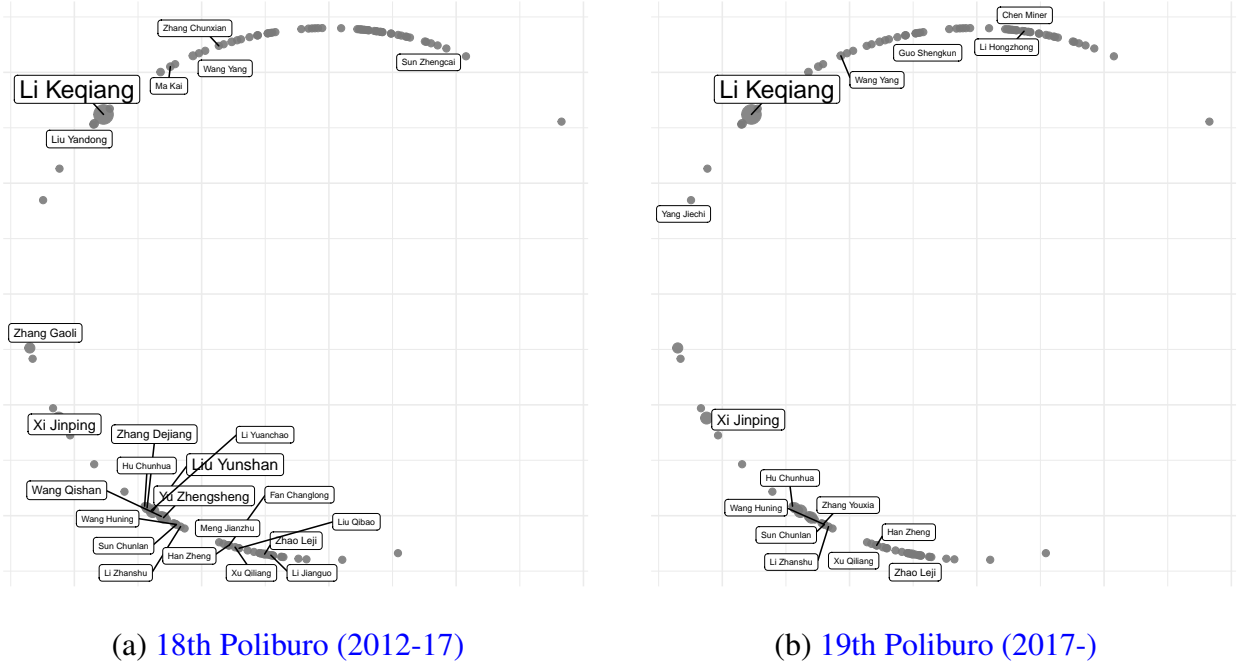 Zhang Chunxian
Wang Yang
Sun Zhengcai
Ma Kai
Li Keqiang
Liu Yandong
Zhang Gaoli
Xi Jinping
Zhang Dejiang
Li Yuanchao
Hu Chunhua
Liu Yunshan
Wang Qishan
Yu Zhengsheng
Fan Changlong
Wang Huning
Meng Jianzhu
Liu Qibao
Sun Chunlan
Han Zheng
Zhao Leji
Li Zhanshu
Xu Qiliang
Li Jianguo
(a) 18th Poliburo (2012-17)
Chen Miner
Li Hongzhong
Guo Shengkun
Wang Yang
Li Keqiang
Yang Jiechi
Xi Jinping
Hu Chunhua
Wang Huning
Zhang Youxia
Sun Chunlan
Han Zheng
Li Zhanshu
Xu Qiliang
Zhao Leji
(b) 19th Poliburo (2017-)